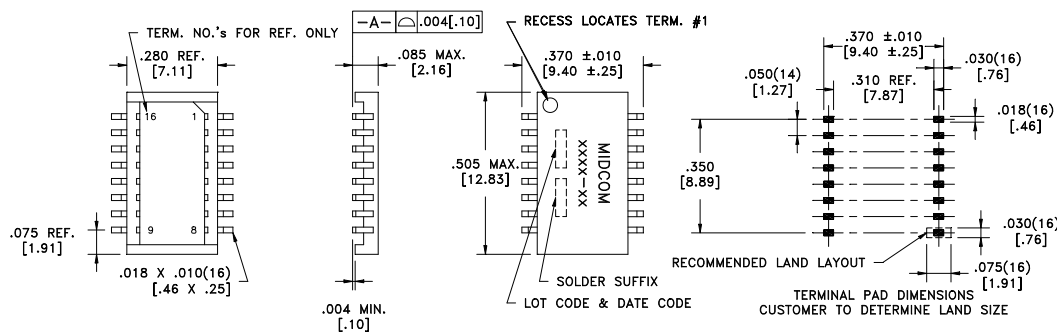 TERM. NO.'s FOR REF. ONLY
.280 REF.
[7.11]
16
1
9
8
.075 REF.
[1.91]
.018 X .010(16)
[.46 X .25]
-A- ⌓ .004[.10]
.085 MAX.
[2.16]
.004 MIN.
[.10]
RECESS LOCATES TERM. #1
.370 ±.010
[9.40 ±.25]
.505 MAX.
[12.83]
MIDCOM
XXXX-XX
SOLDER SUFFIX
LOT CODE & DATE CODE
.370 ±.010
[9.40 ±.25]
.030(16)
[.76]
.050(14)
[1.27]
.310 REF.
[7.87]
.018(16)
[.46]
.350
[8.89]
.030(16)
[.76]
RECOMMENDED LAND LAYOUT
.075(16)
[1.91]
TERMINAL PAD DIMENSIONS
CUSTOMER TO DETERMINE LAND SIZE